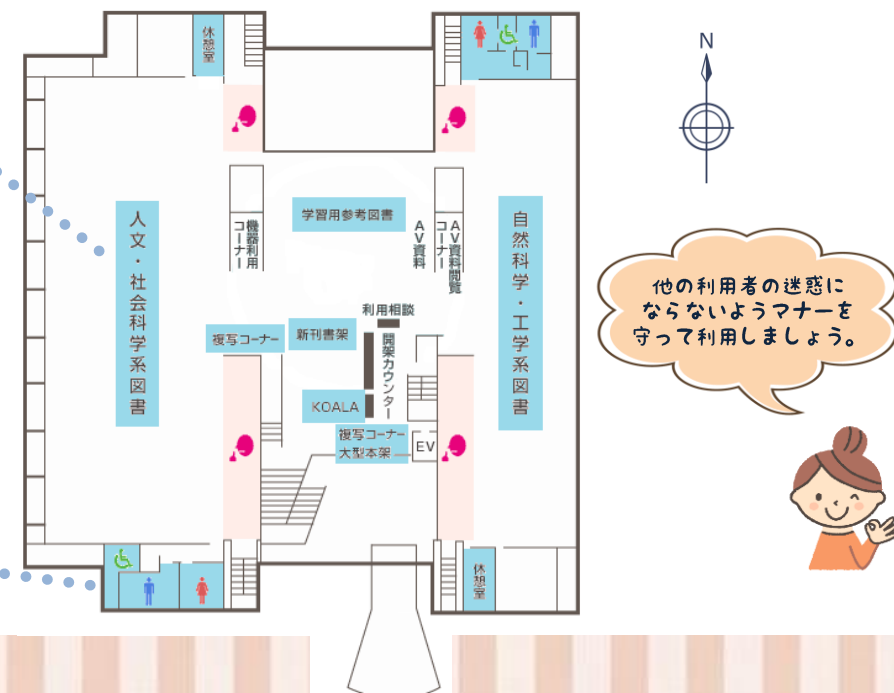 休憩室
N
学習用参考図書
人文・社会科学系図書
機器利用
コーナー
AV資料
AV資料閲覧
コーナー
自然科学・工学系図書
他の利用者の迷惑に
ならないようマナーを
守って利用しましょう。
利用相談
複写コーナー
新刊書架
開架カウンター
KOALA
複写コーナー
大型本架
EV
休憩室